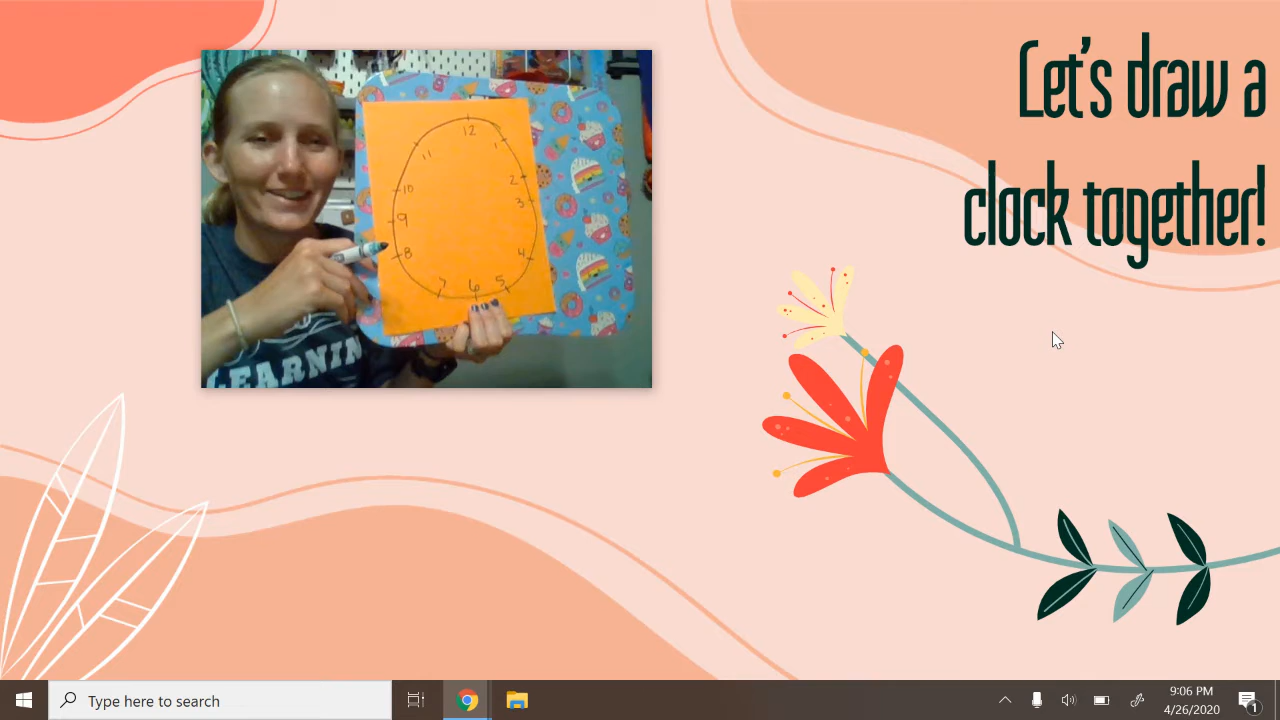 Let's draw a
clock together!
12
11
1
10
2
9
3
8
4
7
6
5
LEARNIN
Type here to search
9:06 PM
4/26/2020
1